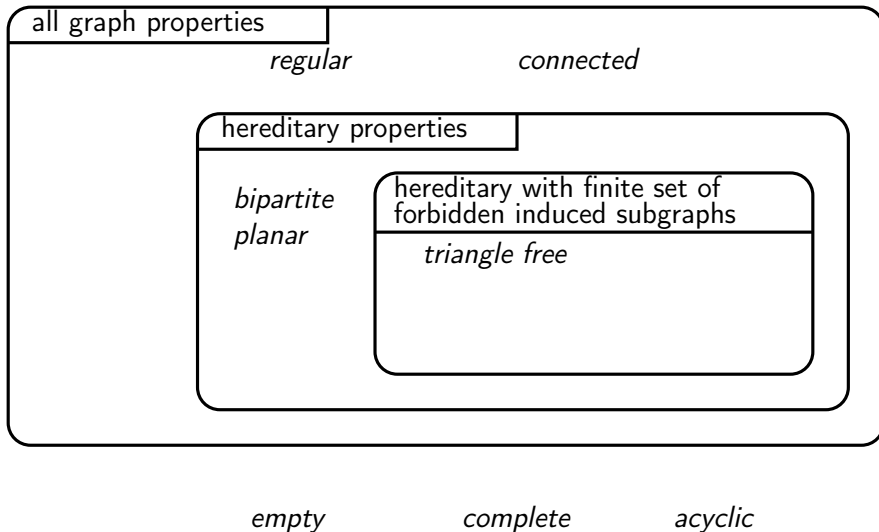 all graph properties
regular connected
hereditary properties
bipartite
planar
hereditary with finite set of
forbidden induced subgraphs
triangle free
empty complete acyclic